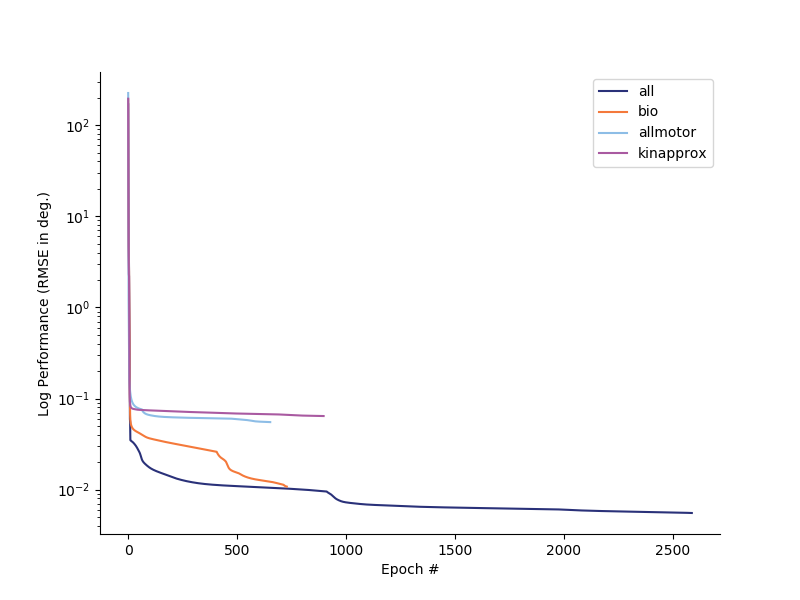 all
bio
allmotor
kinapprox
Log Performance (RMSE in deg.)
10²
10¹
10⁰
10⁻¹
10⁻²
0 500 1000 1500 2000 2500
Epoch #